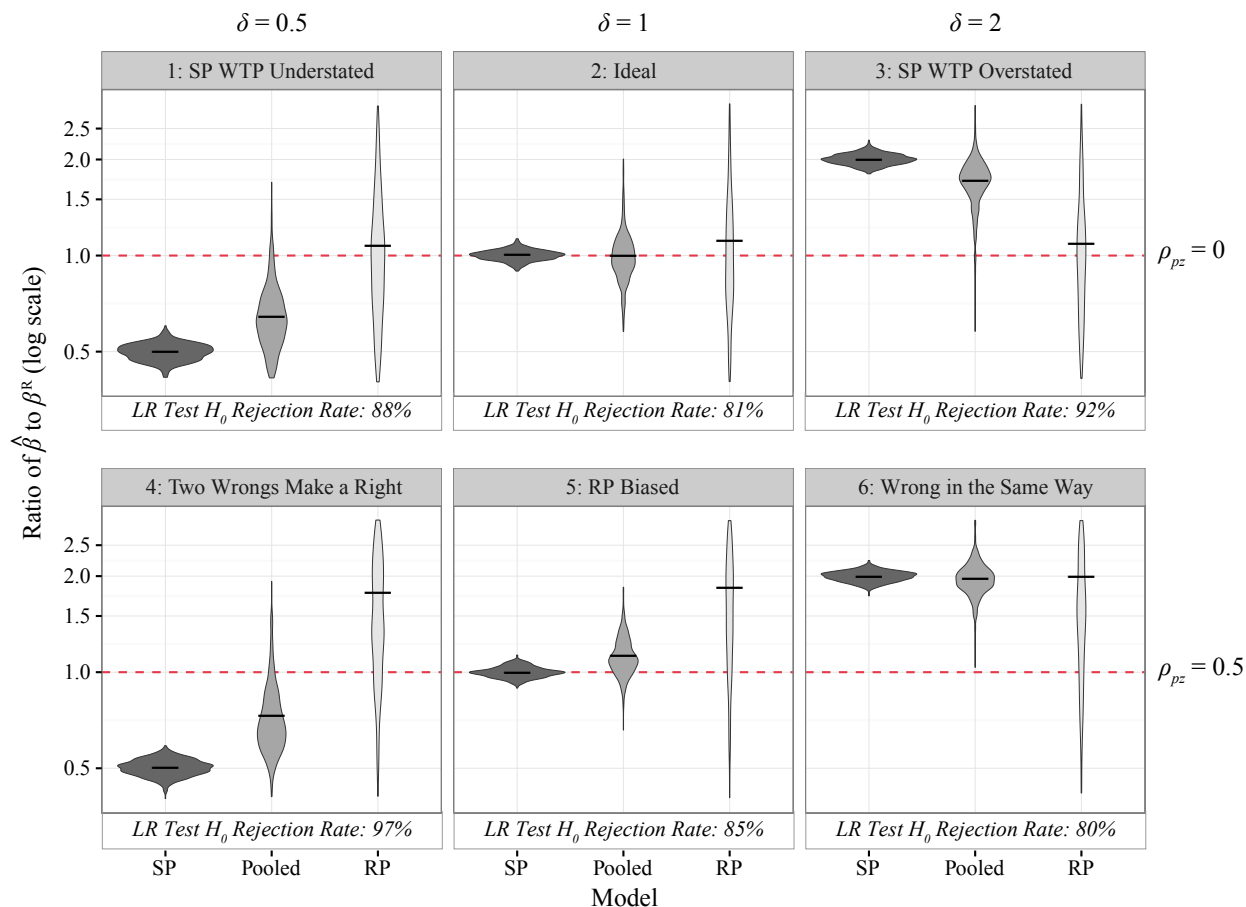 δ = 0.5
δ = 1
δ = 2
1: SP WTP Understated
2: Ideal
3: SP WTP Overstated
2.5
2.0
1.5
1.0
0.5
ρpz = 0
LR Test H0 Rejection Rate: 88%
LR Test H0 Rejection Rate: 81%
LR Test H0 Rejection Rate: 92%
Ratio of β̂ to βᴿ (log scale)
4: Two Wrongs Make a Right
5: RP Biased
6: Wrong in the Same Way
2.5
2.0
1.5
1.0
0.5
ρpz = 0.5
LR Test H0 Rejection Rate: 97%
LR Test H0 Rejection Rate: 85%
LR Test H0 Rejection Rate: 80%
SP Pooled RP
SP Pooled RP
SP Pooled RP
Model